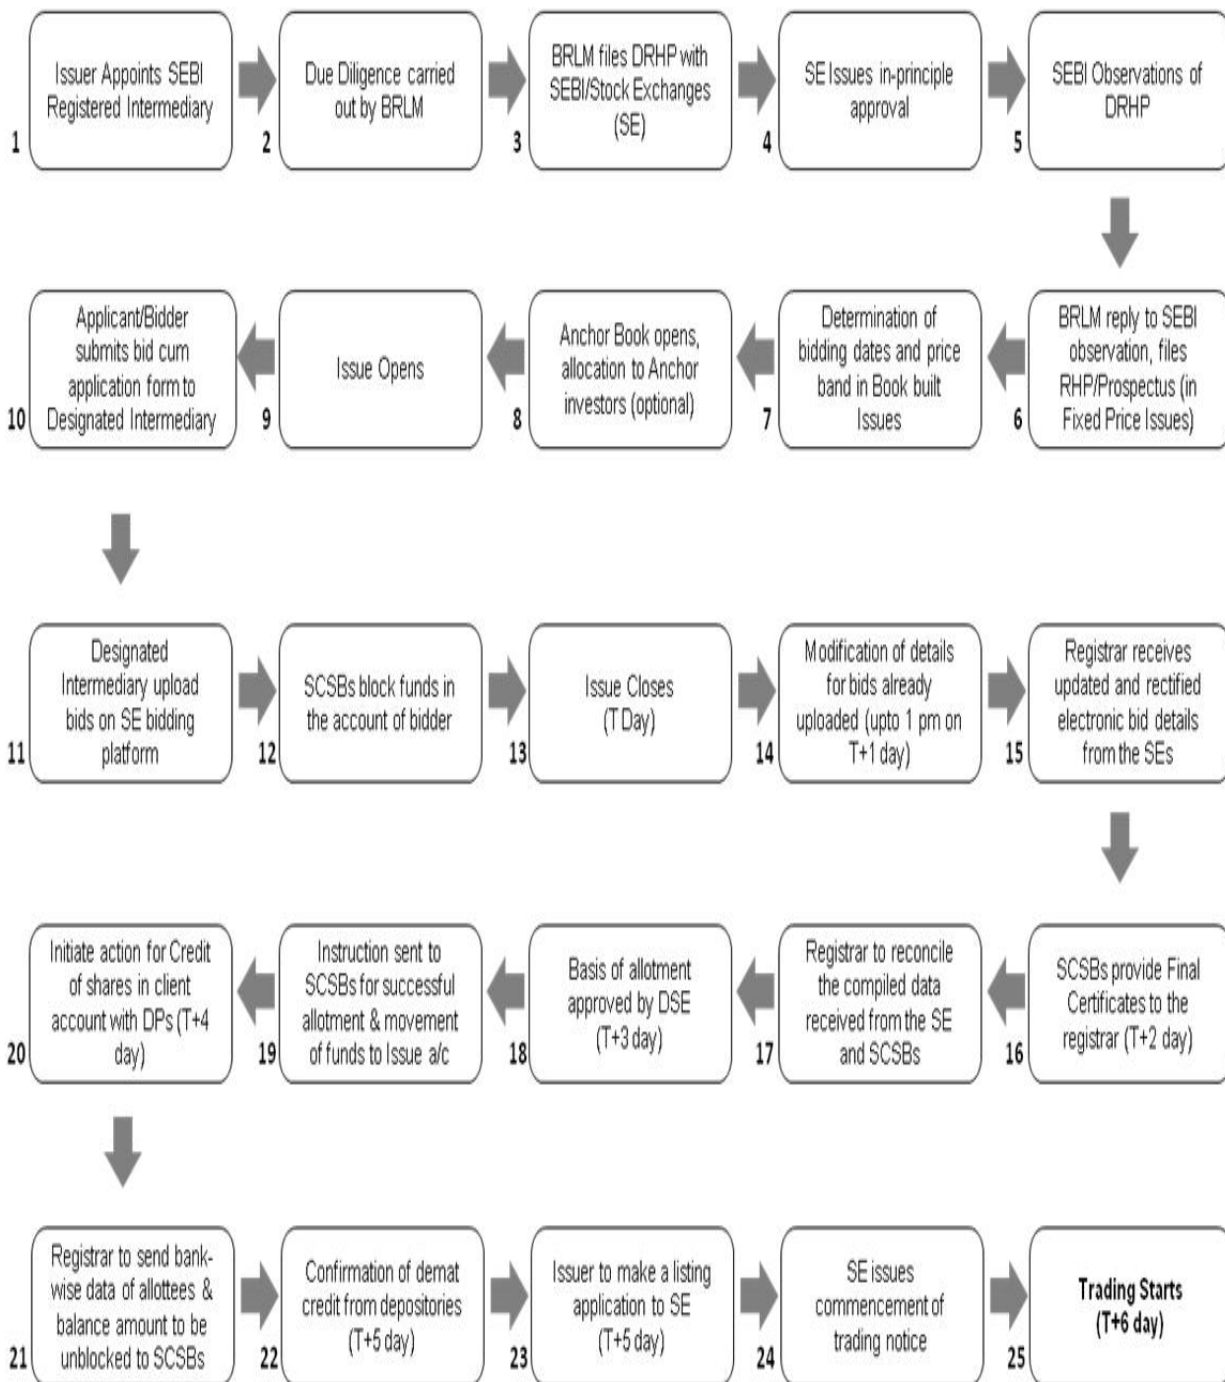 1
Issuer Appoints SEBI
Registered Intermediary
2
Due Diligence carried
out by BRLM
3
BRLM files DRHP with
SEBI/Stock Exchanges
(SE)
4
SE Issues in-principle
approval
5
SEBI Observations of
DRHP
6
BRLM reply to SEBI
observation, files
RHP/Prospectus (in
Fixed Price Issues)
7
Determination of
bidding dates and price
band in Book built
Issues
8
Anchor Book opens,
allocation to Anchor
investors (optional)
9
Issue Opens
10
Applicant/Bidder
submits bid cum
application form to
Designated Intermediary
11
Designated
Intermediary upload
bids on SE bidding
platform
12
SCSBs block funds in
the account of bidder
13
Issue Closes
(T Day)
14
Modification of details
for bids already
uploaded (upto 1 pm on
T+1 day)
15
Registrar receives
updated and rectified
electronic bid details
from the SEs
16
SCSBs provide Final
Certificates to the
registrar (T+2 day)
17
Registrar to reconcile
the compiled data
received from the SE
and SCSBs
18
Basis of allotment
approved by DSE
(T+3 day)
19
Instruction sent to
SCSBs for successful
allotment & movement
of funds to Issue a/c
20
Initiate action for Credit
of shares in client
account with DPs (T+4
day)
21
Registrar to send bank-
wise data of allottees &
balance amount to be
unblocked to SCSBs
22
Confirmation of demat
credit from depositories
(T+5 day)
23
Issuer to make a listing
application to SE
(T+5 day)
24
SE issues
commencement of
trading notice
25
Trading Starts
(T+6 day)